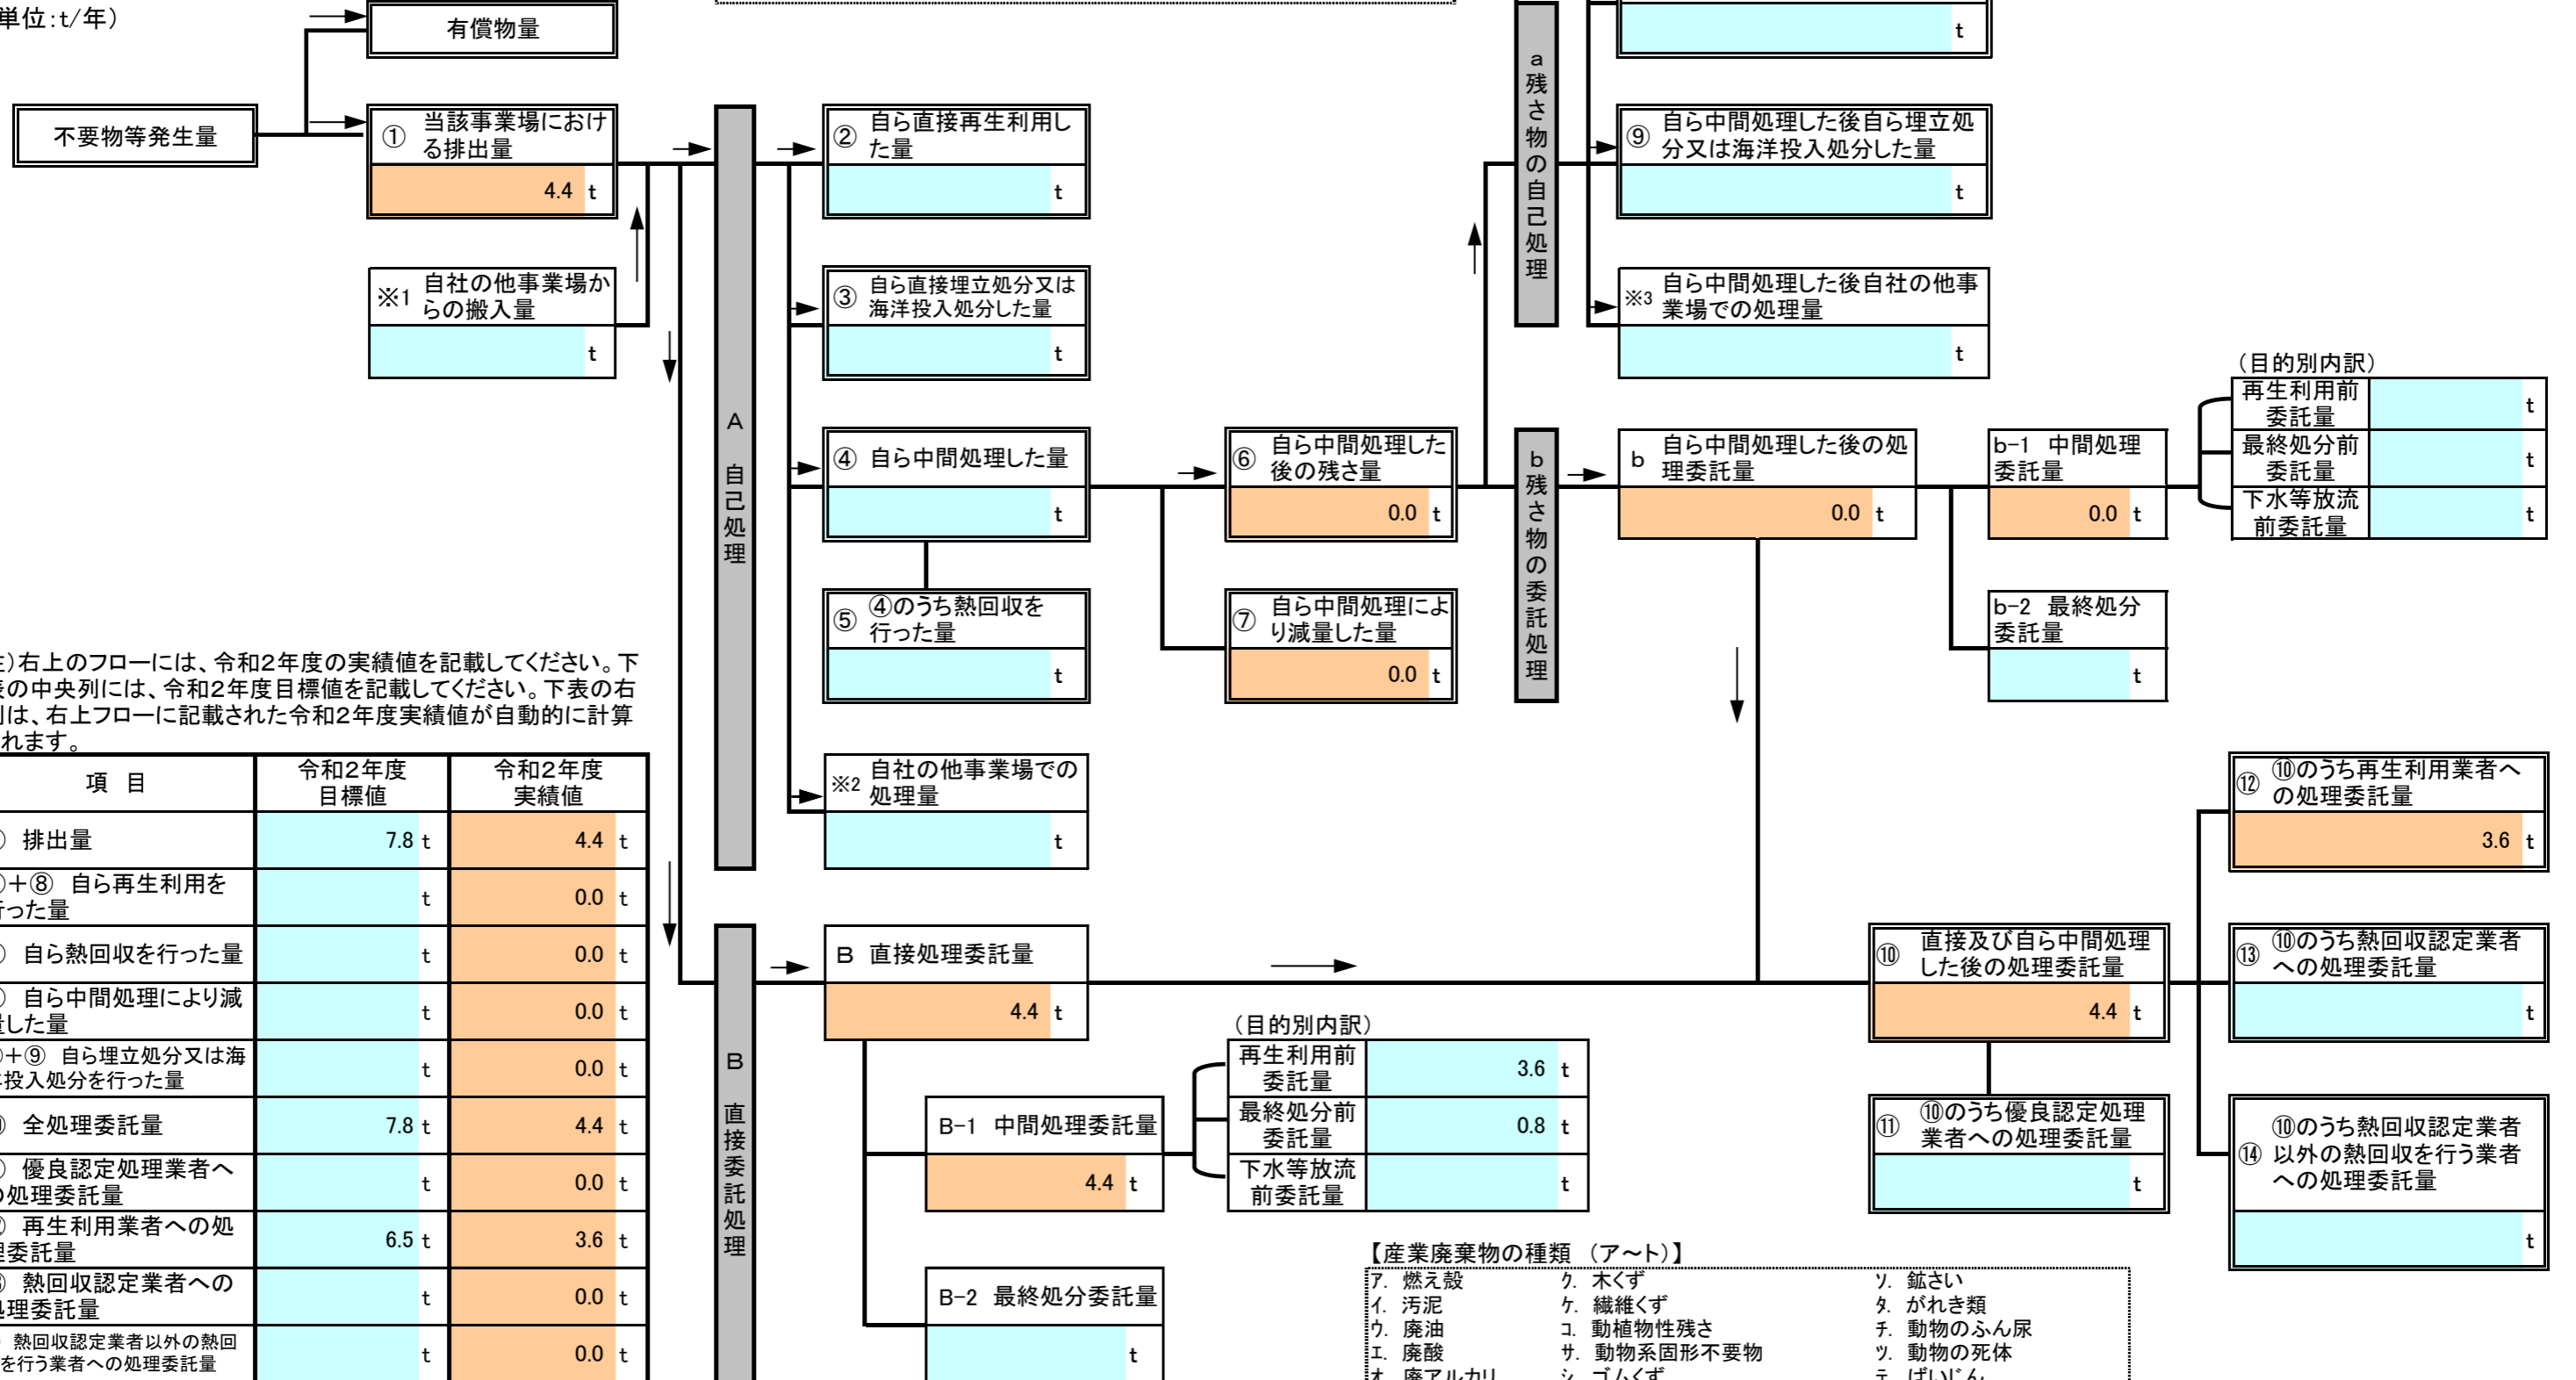 単位:t/年)
有償物量
t
不要物等発生量
① 当該事業場におけ
る排出量
4.4 t
② 自ら直接再生利用し
た量
t
a
残さ物の自己処理
⑨ 自ら中間処理した後自ら埋立処
分又は海洋投入処分した量
t
※1 自社の他事業場か
らの搬入量
t
③ 自ら直接埋立処分又は
海洋投入処分した量
t
※3 自ら中間処理した後自社の他事
業場での処理量
t
A
自己処理
④ 自ら中間処理した量
t
⑥ 自ら中間処理した
後の残さ量
0.0 t
b
残さ物の委託処理
b 自ら中間処理した後の処
理委託量
0.0 t
b-1 中間処理
委託量
0.0 t
(目的別内訳)
再生利用前
委託量
t
最終処分前
委託量
t
下水等放流
前委託量
t
⑤ ④のうち熱回収を
行った量
t
⑦ 自ら中間処理によ
り減量した量
0.0 t
b-2 最終処分
委託量
t
)右上のフローには、令和2年度の実績値を記載してください。下
の中央列には、令和2年度目標値を記載してください。下表の右
は、右上フローに記載された令和2年度実績値が自動的に計算
れます。
※2 自社の他事業場での
処理量
t
項 目
令和2年度
目標値
令和2年度
実績値
排出量
7.8 t
4.4 t
+⑧ 自ら再生利用を
った量
t
0.0 t
自ら熱回収を行った量
t
0.0 t
自ら中間処理により減
した量
t
0.0 t
+⑨ 自ら埋立処分又は海
投入処分を行った量
t
0.0 t
全処理委託量
7.8 t
4.4 t
優良認定処理業者へ
処理委託量
t
0.0 t
再生利用業者への処
委託量
6.5 t
3.6 t
熱回収認定業者への
理委託量
t
0.0 t
熱回収認定業者以外の熱回
を行う業者への処理委託量
t
0.0 t
B
直接委託処理
B 直接処理委託量
4.4 t
B-1 中間処理委託量
4.4 t
(目的別内訳)
再生利用前
委託量
3.6 t
最終処分前
委託量
0.8 t
下水等放流
前委託量
t
B-2 最終処分委託量
t
⑩ 直接及び自ら中間処理
した後の処理委託量
4.4 t
⑪ ⑩のうち優良認定処理
業者への処理委託量
t
⑫ ⑩のうち再生利用業者へ
の処理委託量
3.6 t
⑬ ⑩のうち熱回収認定業者
への処理委託量
t
⑭ ⑩のうち熱回収認定業者
以外の熱回収を行う業者
への処理委託量
t
【産業廃棄物の種類 (ア~ト)】
ア. 燃え殻 ク. 木くず ソ. 鉱さい
イ. 汚泥 ケ. 繊維くず タ. がれき類
ウ. 廃油 コ. 動植物性残さ チ. 動物のふん尿
エ. 廃酸 サ. 動物系固形不要物 ツ. 動物の死体
オ. 廃アルカリ シ. ゴムくず テ. ばいじん